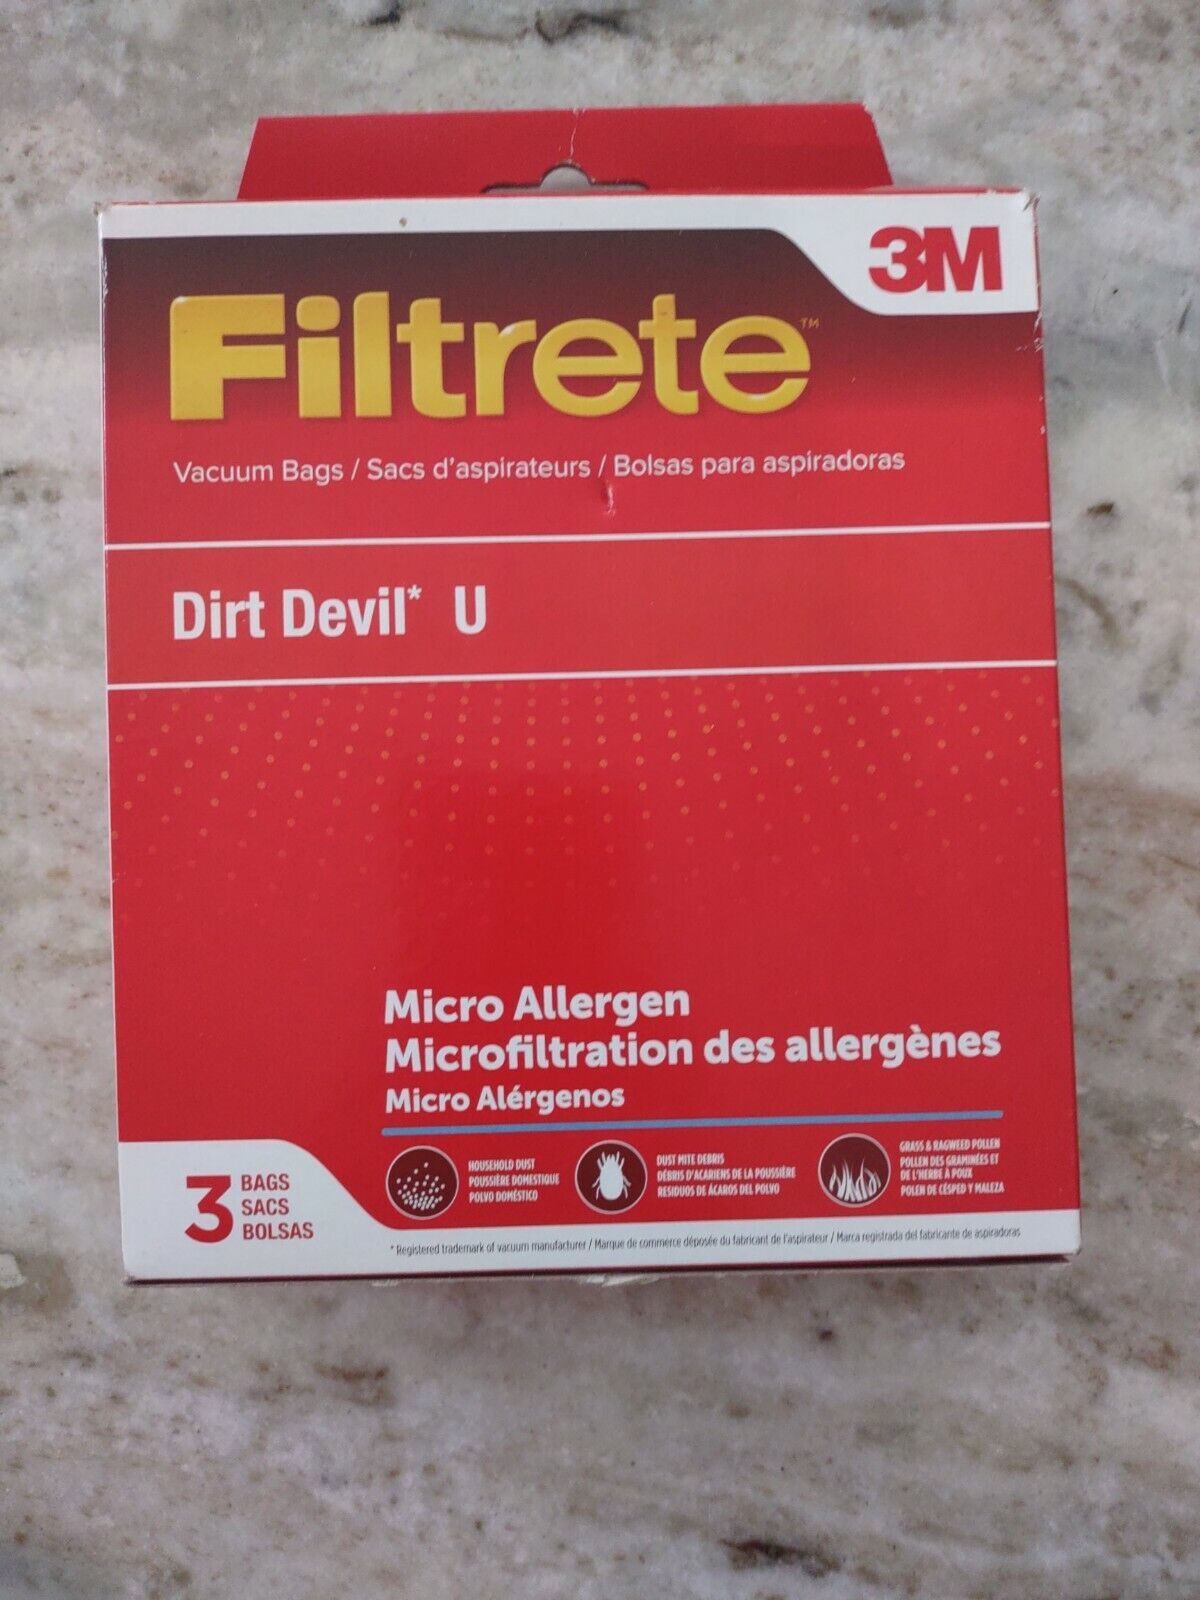 3M
Filtrete™
Vacuum Bags / Sacs d'aspirateurs / Bolsas para aspiradoras
Dirt Devil* U
Micro Allergen
Microfiltration des allergènes
Micro Alérgenos
HOUSEHOLD DUST
POUSSIÈRE DOMESTIQUE
POLVO DOMÉSTICO
DUST MITE DEBRIS
DÉBRIS D'ACARIENS DE LA POUSSIÈRE
RESIDUOS DE ÁCAROS DEL POLVO
GRASS & RAGWEED POLLEN
POLLEN DES GRAMINÉES ET
DE L'HERBE À POUX
POLEN DE CÉSPED Y MALEZA
3 BAGS
SACS
BOLSAS
* Registered trademark of vacuum manufacturer / Marque de commerce déposée du fabricant de l'aspirateur / Marca registrada del fabricante de aspiradoras